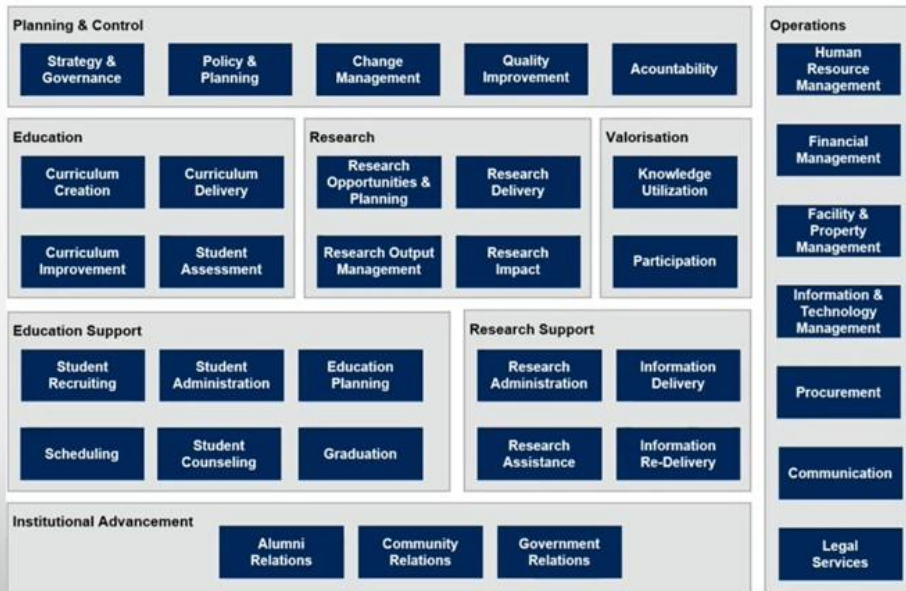 Planning & Control
Strategy &
Governance
Policy &
Planning
Change
Management
Quality
Improvement
Acountability
Education
Curriculum
Creation
Curriculum
Delivery
Curriculum
Improvement
Student
Assessment
Research
Research
Opportunities &
Planning
Research
Delivery
Research Output
Management
Research
Impact
Valorisation
Knowledge
Utilization
Participation
Education Support
Student
Recruiting
Student
Administration
Education
Planning
Scheduling
Student
Counseling
Graduation
Research Support
Research
Administration
Information
Delivery
Research
Assistance
Information
Re-Delivery
Institutional Advancement
Alumni
Relations
Community
Relations
Government
Relations
Operations
Human
Resource
Management
Financial
Management
Facility &
Property
Management
Information &
Technology
Management
Procurement
Communication
Legal
Services